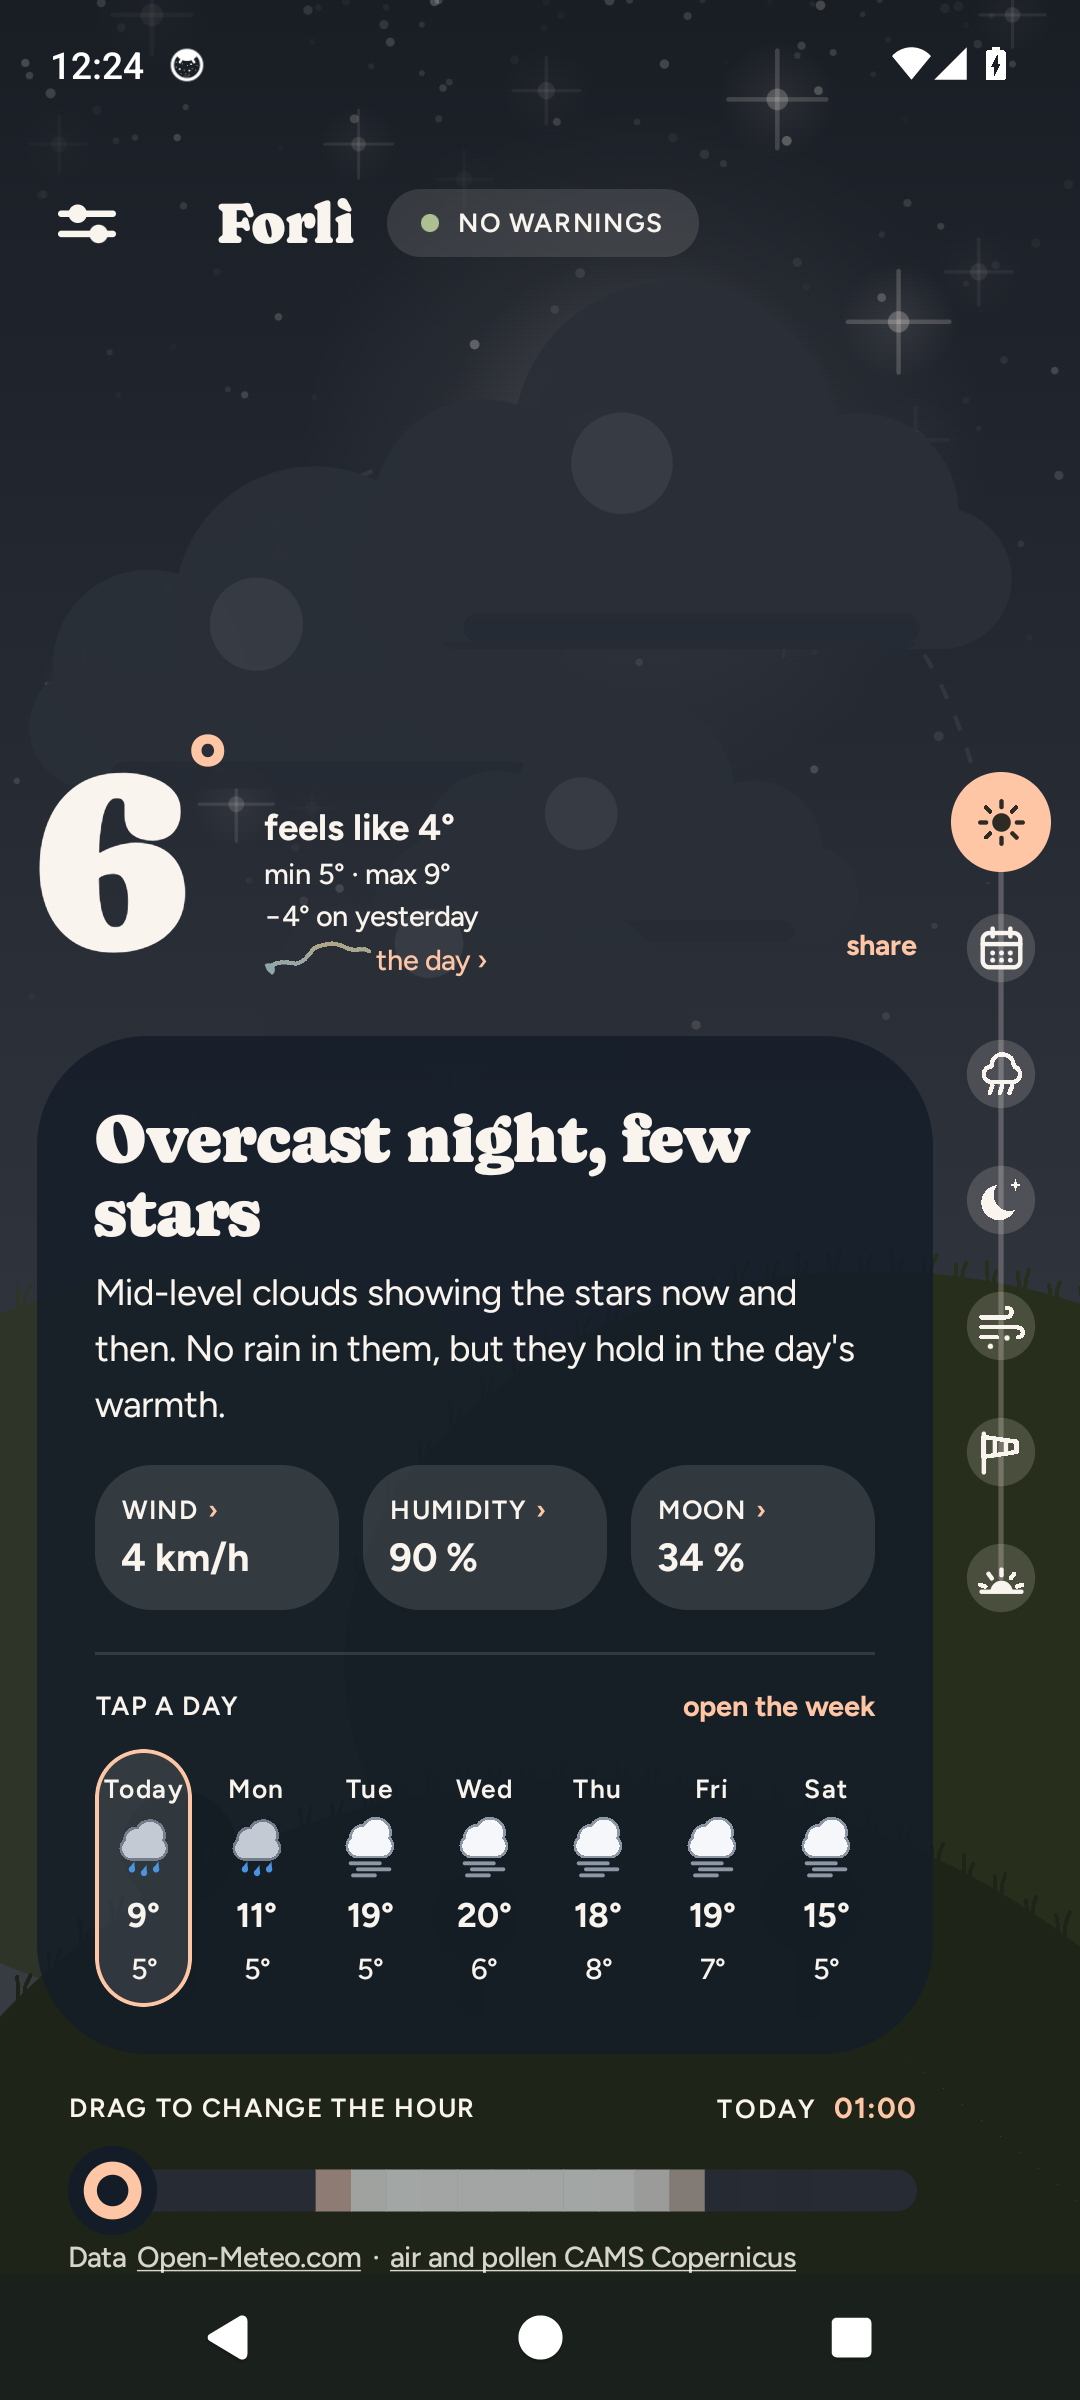 12:24
Forlì
NO WARNINGS
6°
feels like 4°
min 5° · max 9°
−4° on yesterday
the day ›
share
Overcast night, few
stars
Mid-level clouds showing the stars now and
then. No rain in them, but they hold in the day's
warmth.
WIND › HUMIDITY › MOON ›
4 km/h 90 % 34 %
TAP A DAY open the week
Today Mon Tue Wed Thu Fri Sat
9° 11° 19° 20° 18° 19° 15°
5° 5° 5° 6° 8° 7° 5°
DRAG TO CHANGE THE HOUR TODAY 01:00
Data Open-Meteo.com · air and pollen CAMS Copernicus